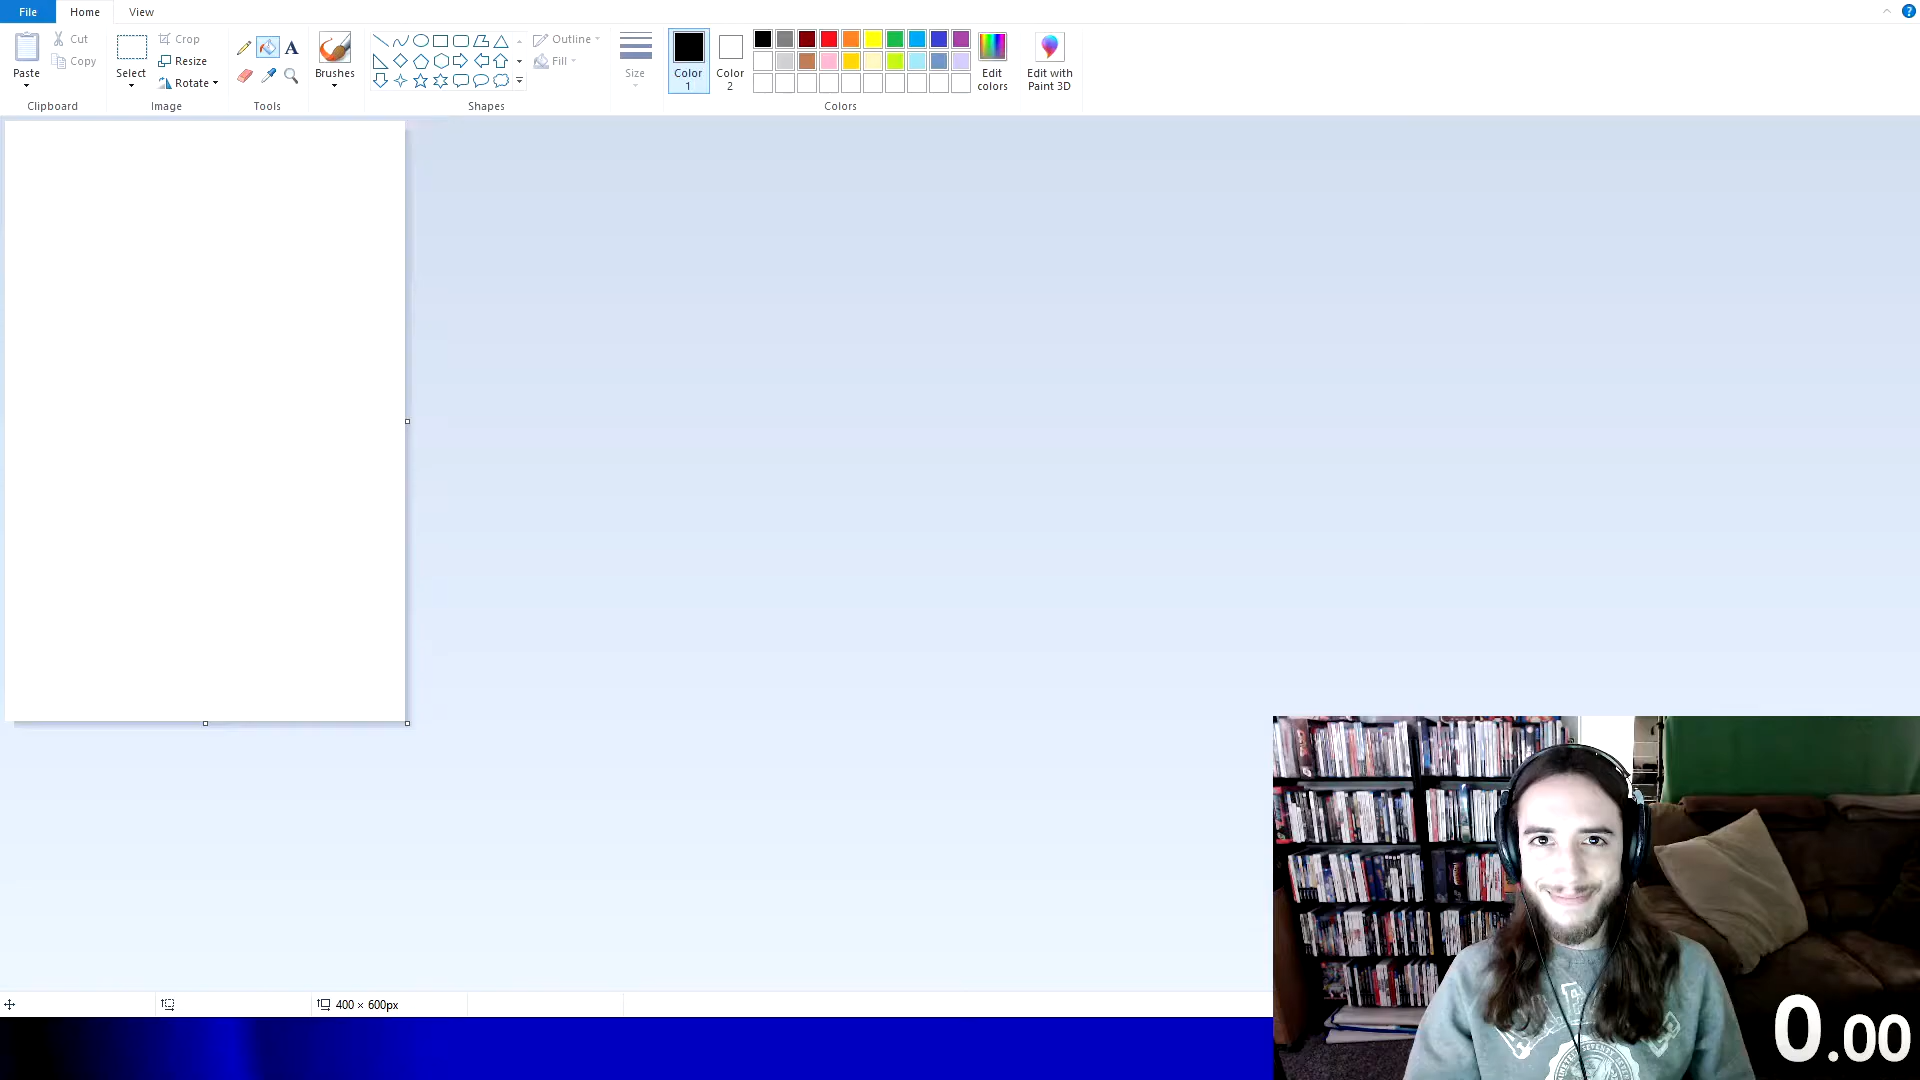 File Home View
Paste
Cut
Copy
Clipboard
Select
Crop
Resize
Rotate
Image
A
Tools
Brushes
Shapes
Outline
Fill
Size
Color 1
Color 2
Colors
Edit colors
Edit with Paint 3D
400 × 600px
0.00